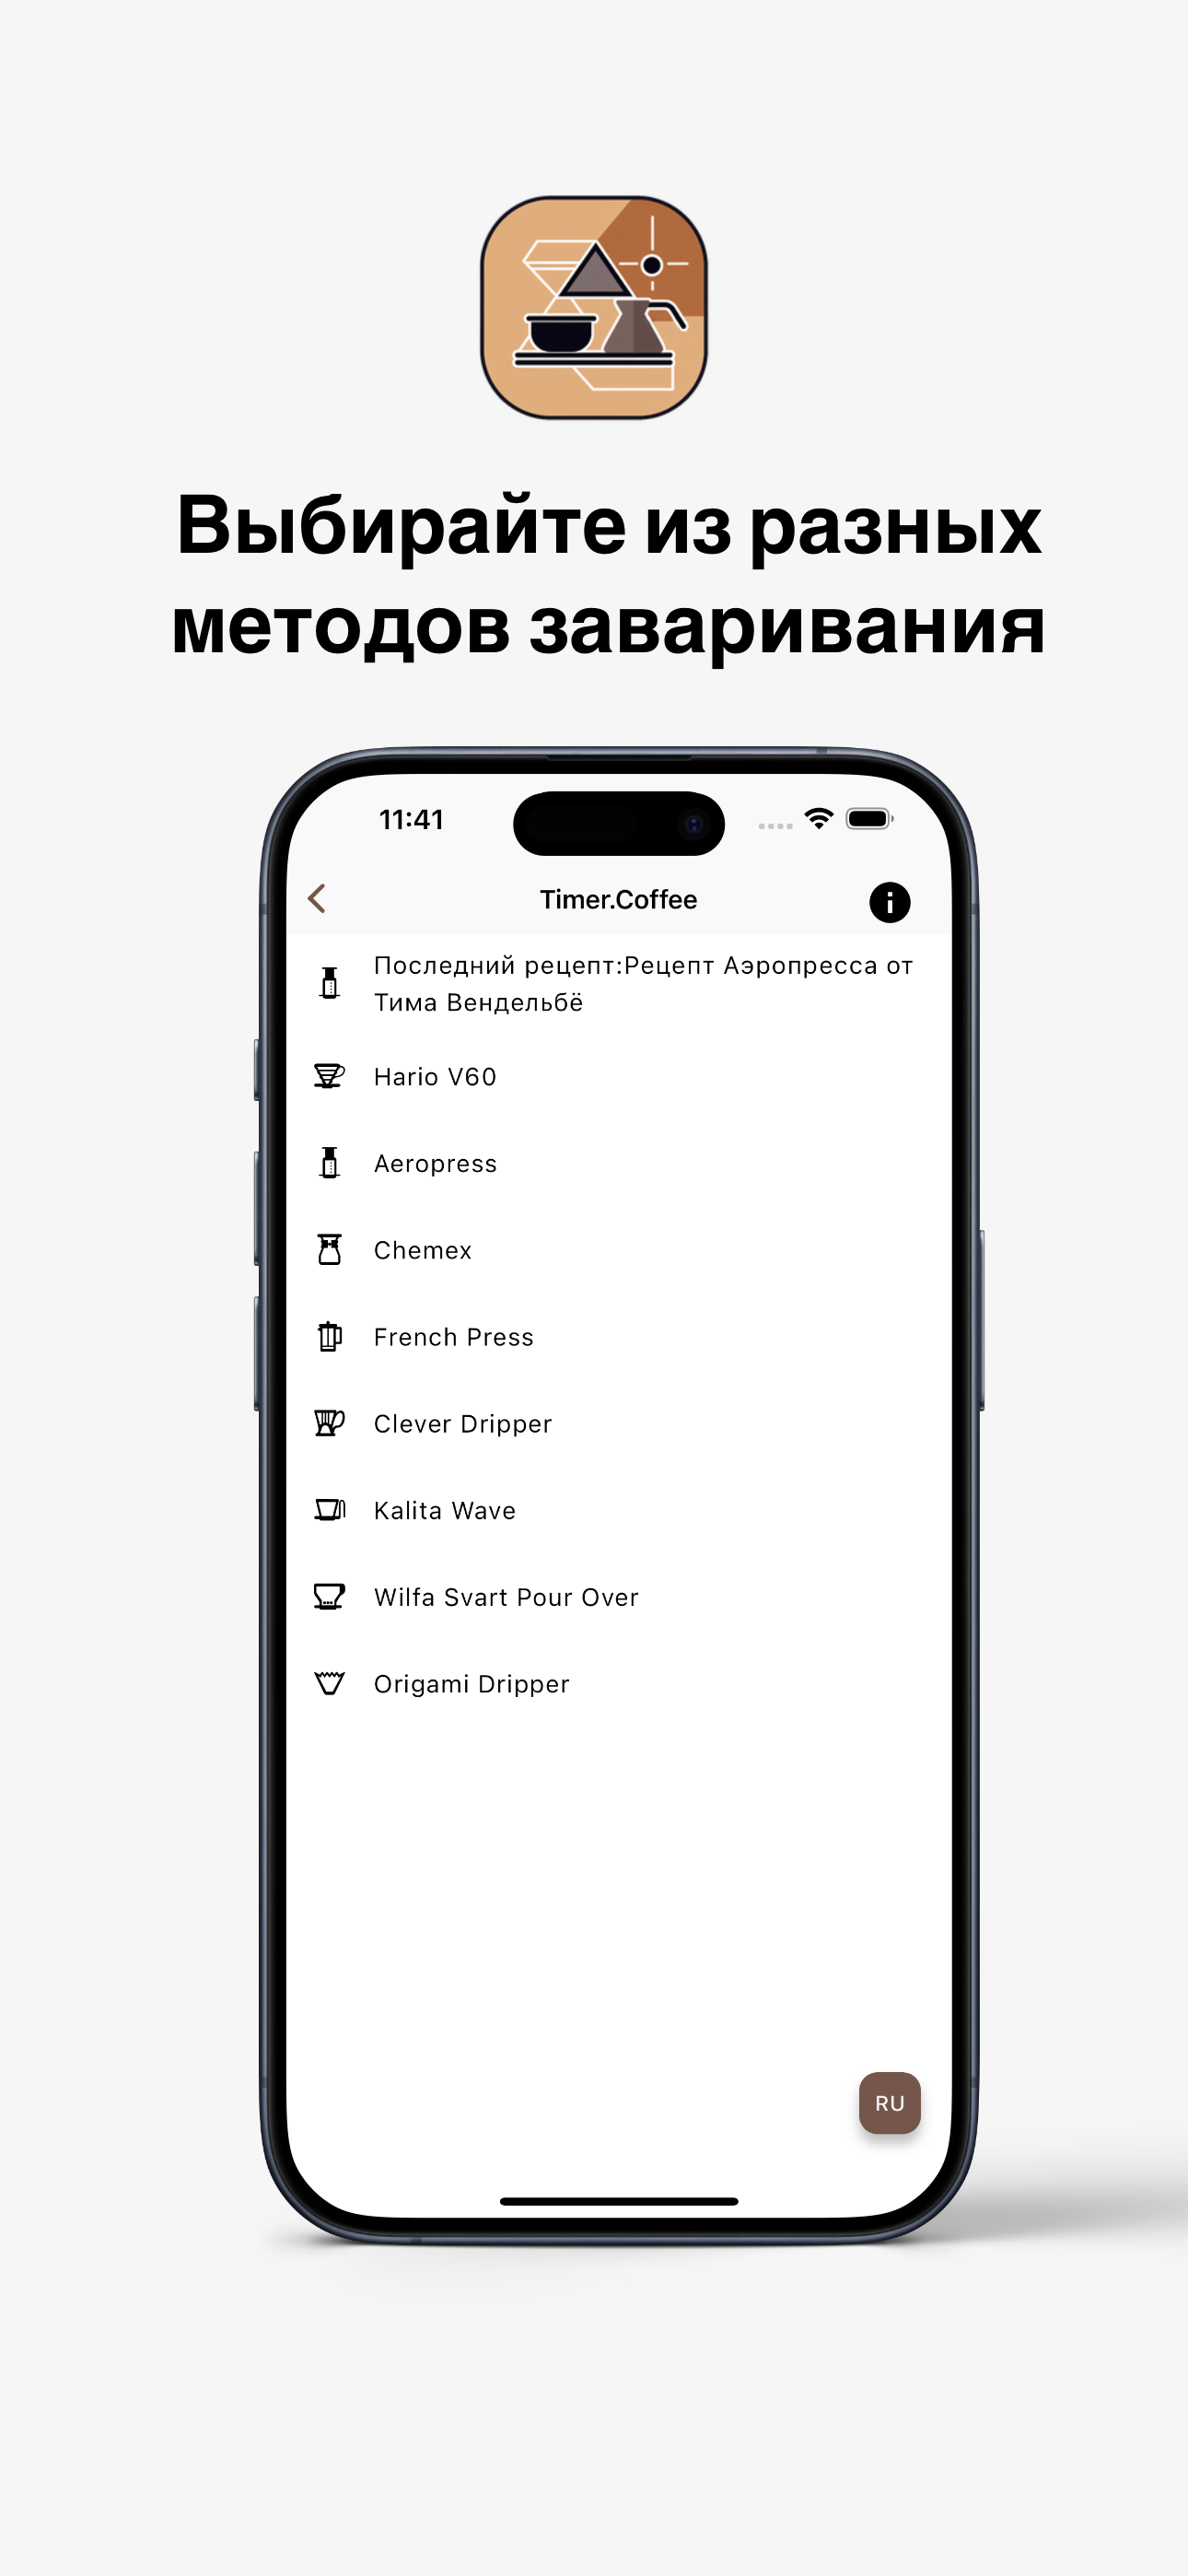 Выбирайте из разных
методов заваривания
11:41
Timer.Coffee
Последний рецепт:Рецепт Аэропресса от
Тима Вендельбё
Hario V60
Aeropress
Chemex
French Press
Clever Dripper
Kalita Wave
Wilfa Svart Pour Over
Origami Dripper
RU